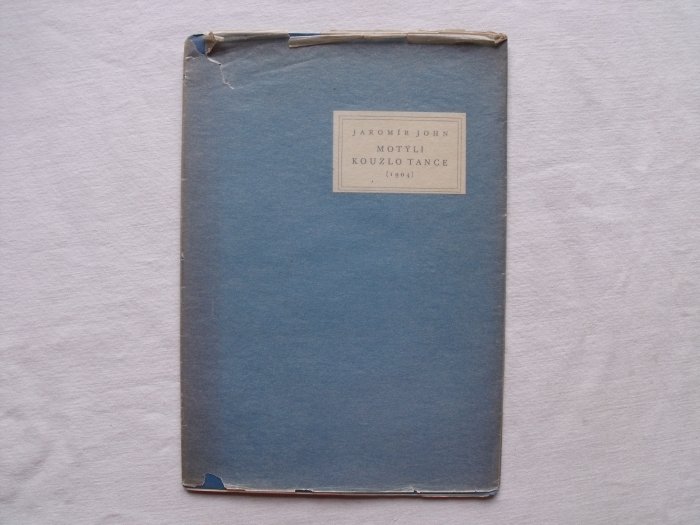 JAROMÍR JOHN
MOTÝLI
KOUZLO TANCE
[1904]